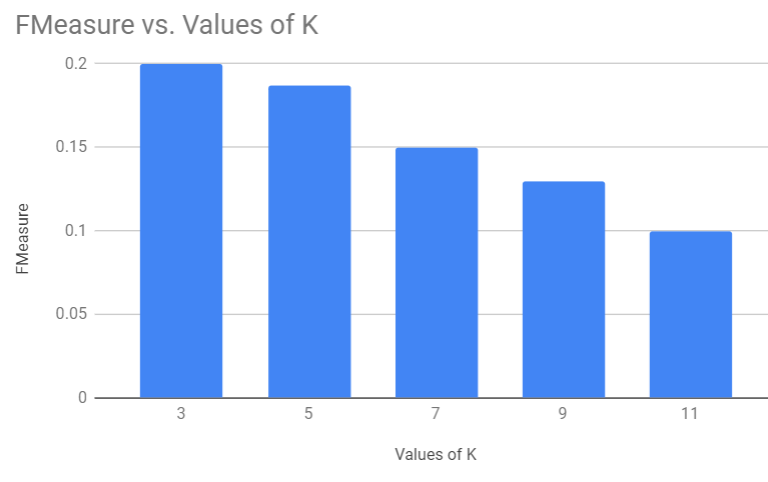 FMeasure vs. Values of K
0.2
0.15
0.1
0.05
0
FMeasure
3 5 7 9 11
Values of K